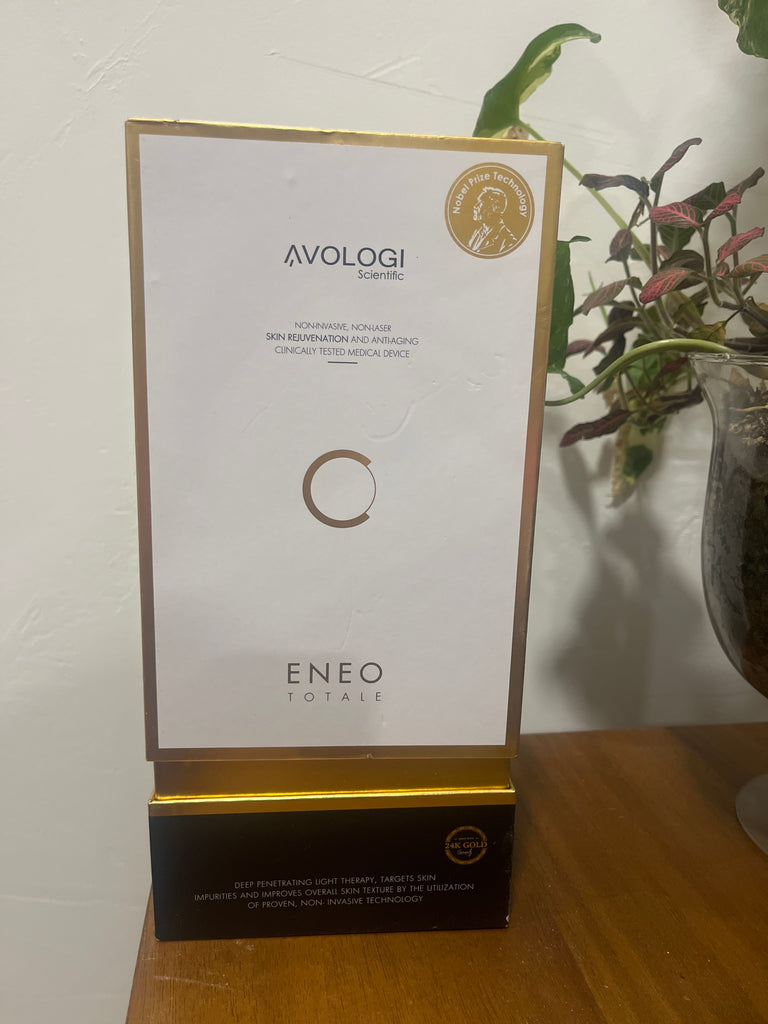 Nobel Prize Technology
AVOLOGI
Scientific
NON-INVASIVE, NON-LASER
SKIN REJUVENATION AND ANTI-AGING
CLINICALLY TESTED MEDICAL DEVICE
ENEO
TOTALE
24K GOLD
DEEP PENETRATING LIGHT THERAPY, TARGETS SKIN
IMPURITIES AND IMPROVES OVERALL SKIN TEXTURE BY THE UTILIZATION
OF PROVEN, NON- INVASIVE TECHNOLOGY